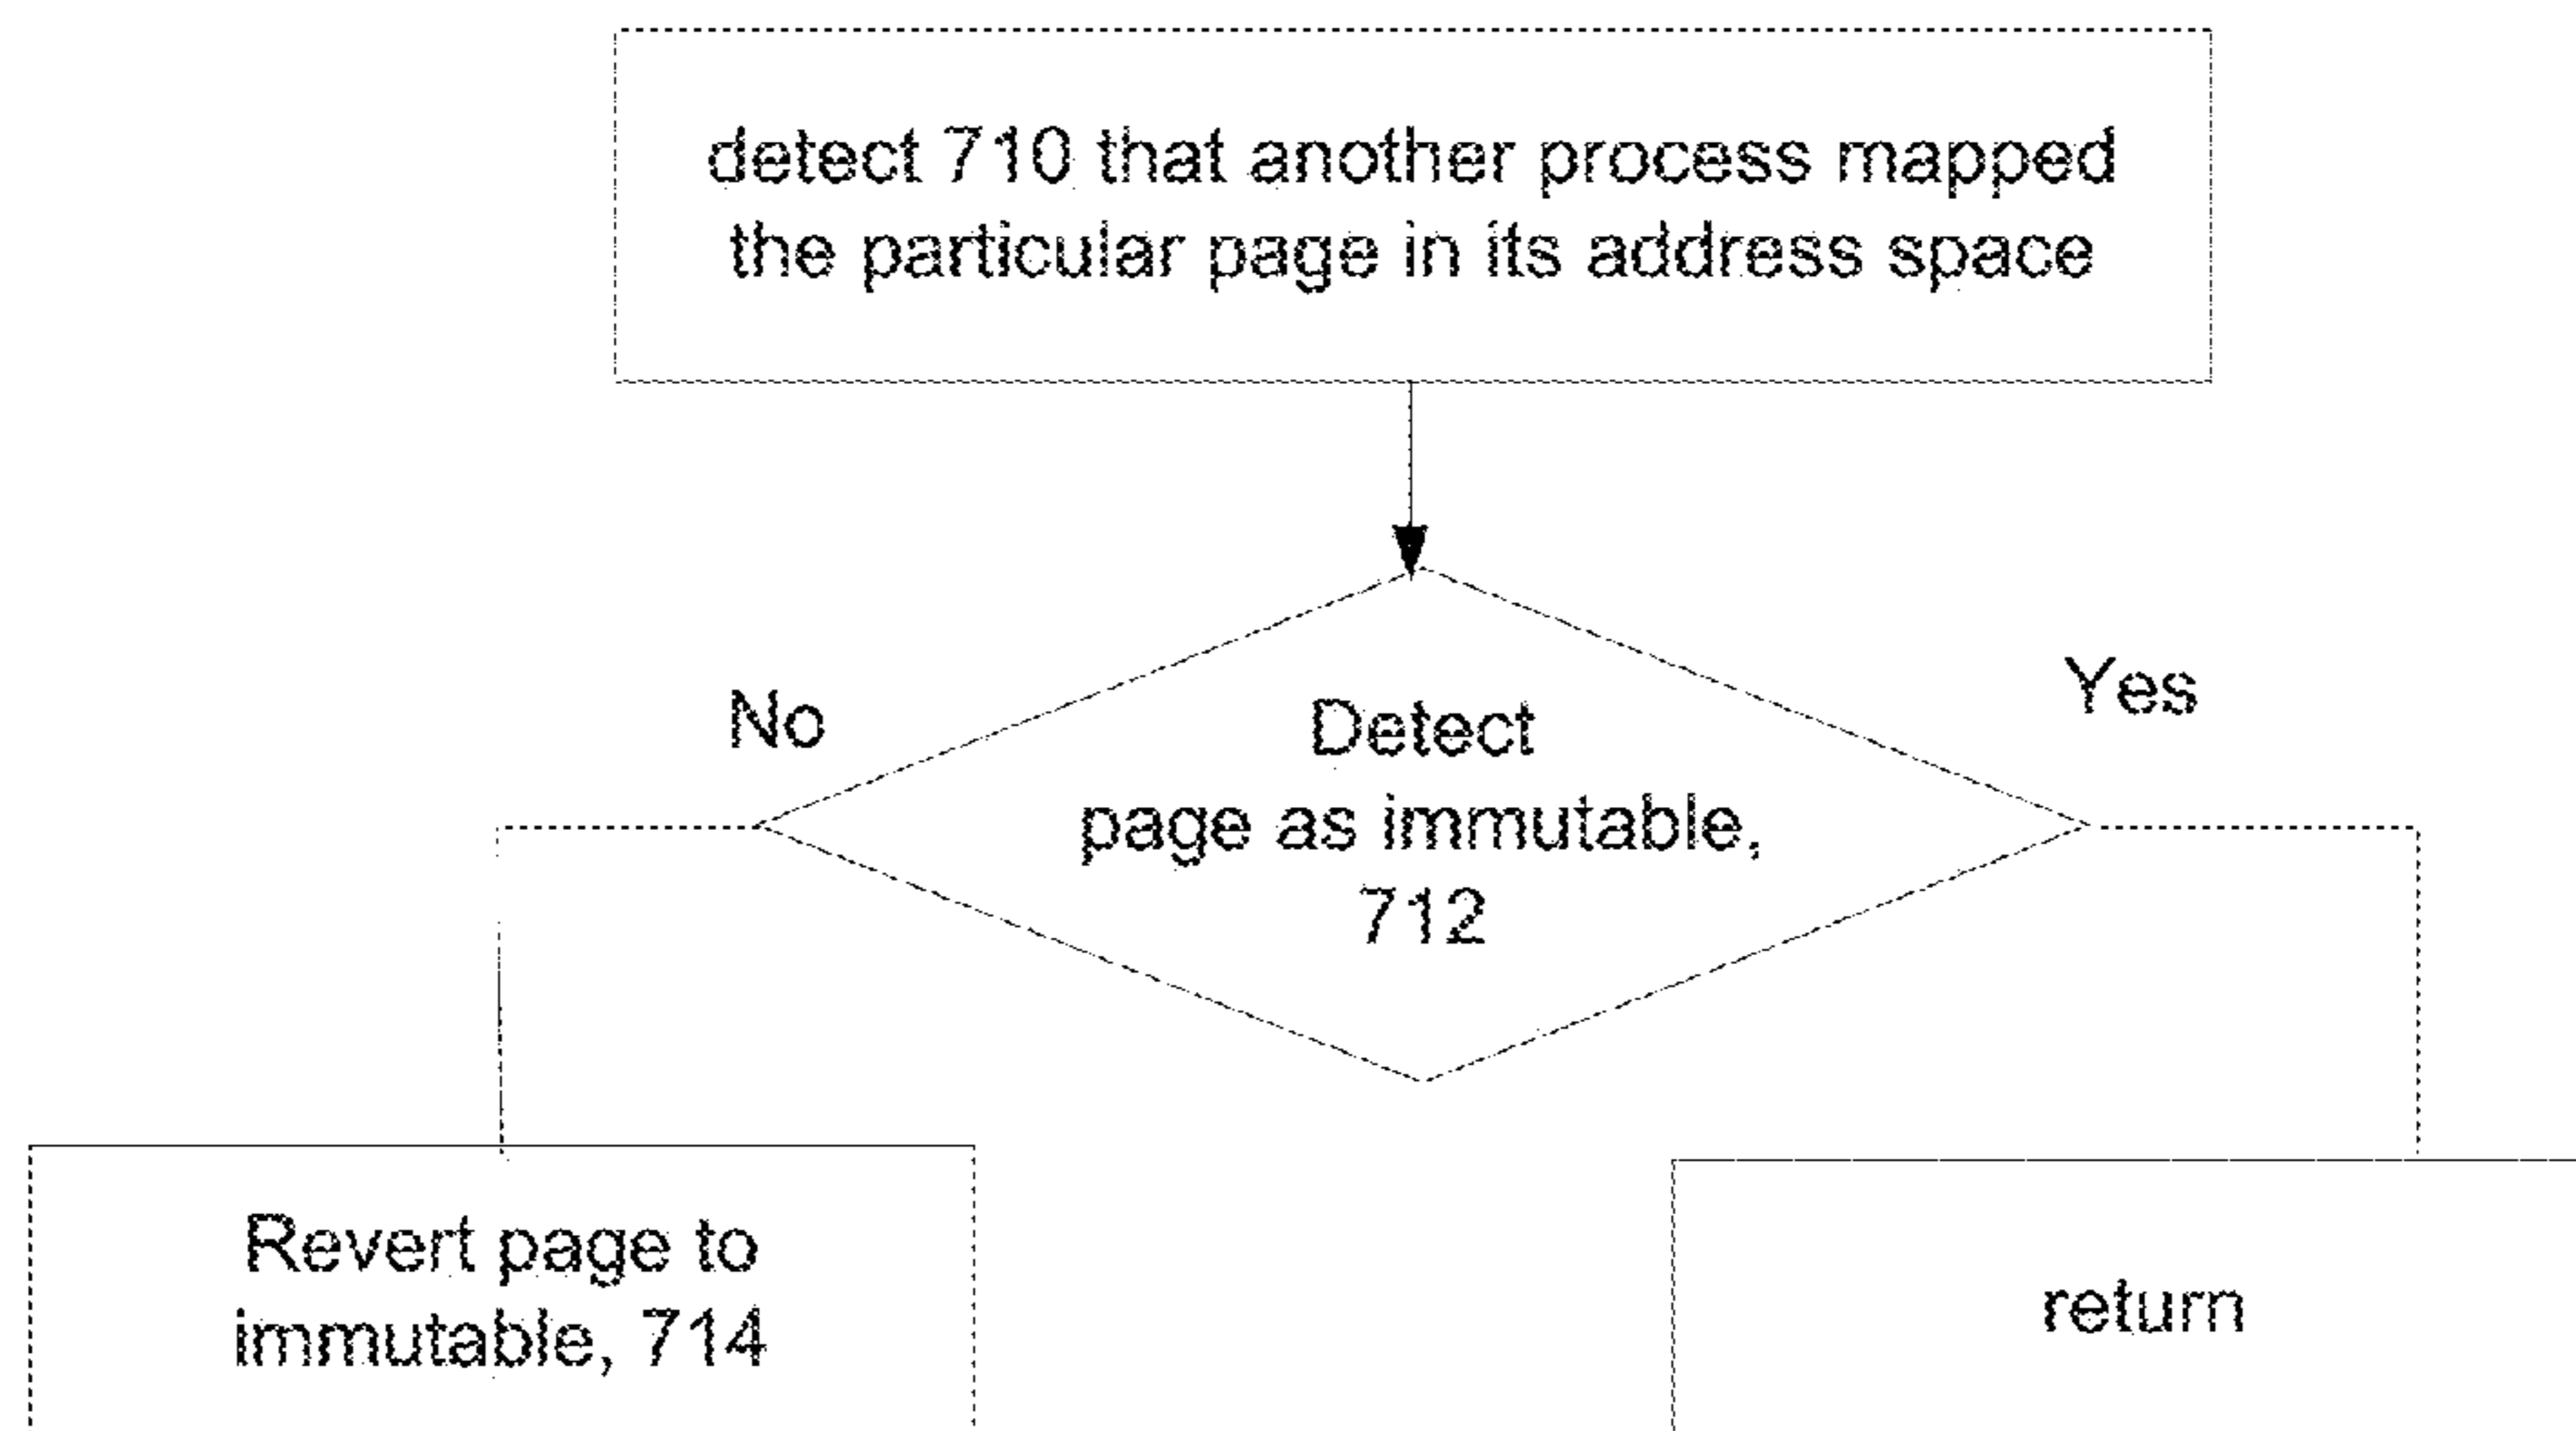 detect 710 that another process mapped
the particular page in its address space
No
Yes
Detect
page as immutable,
712
Revert page to
immutable, 714
return